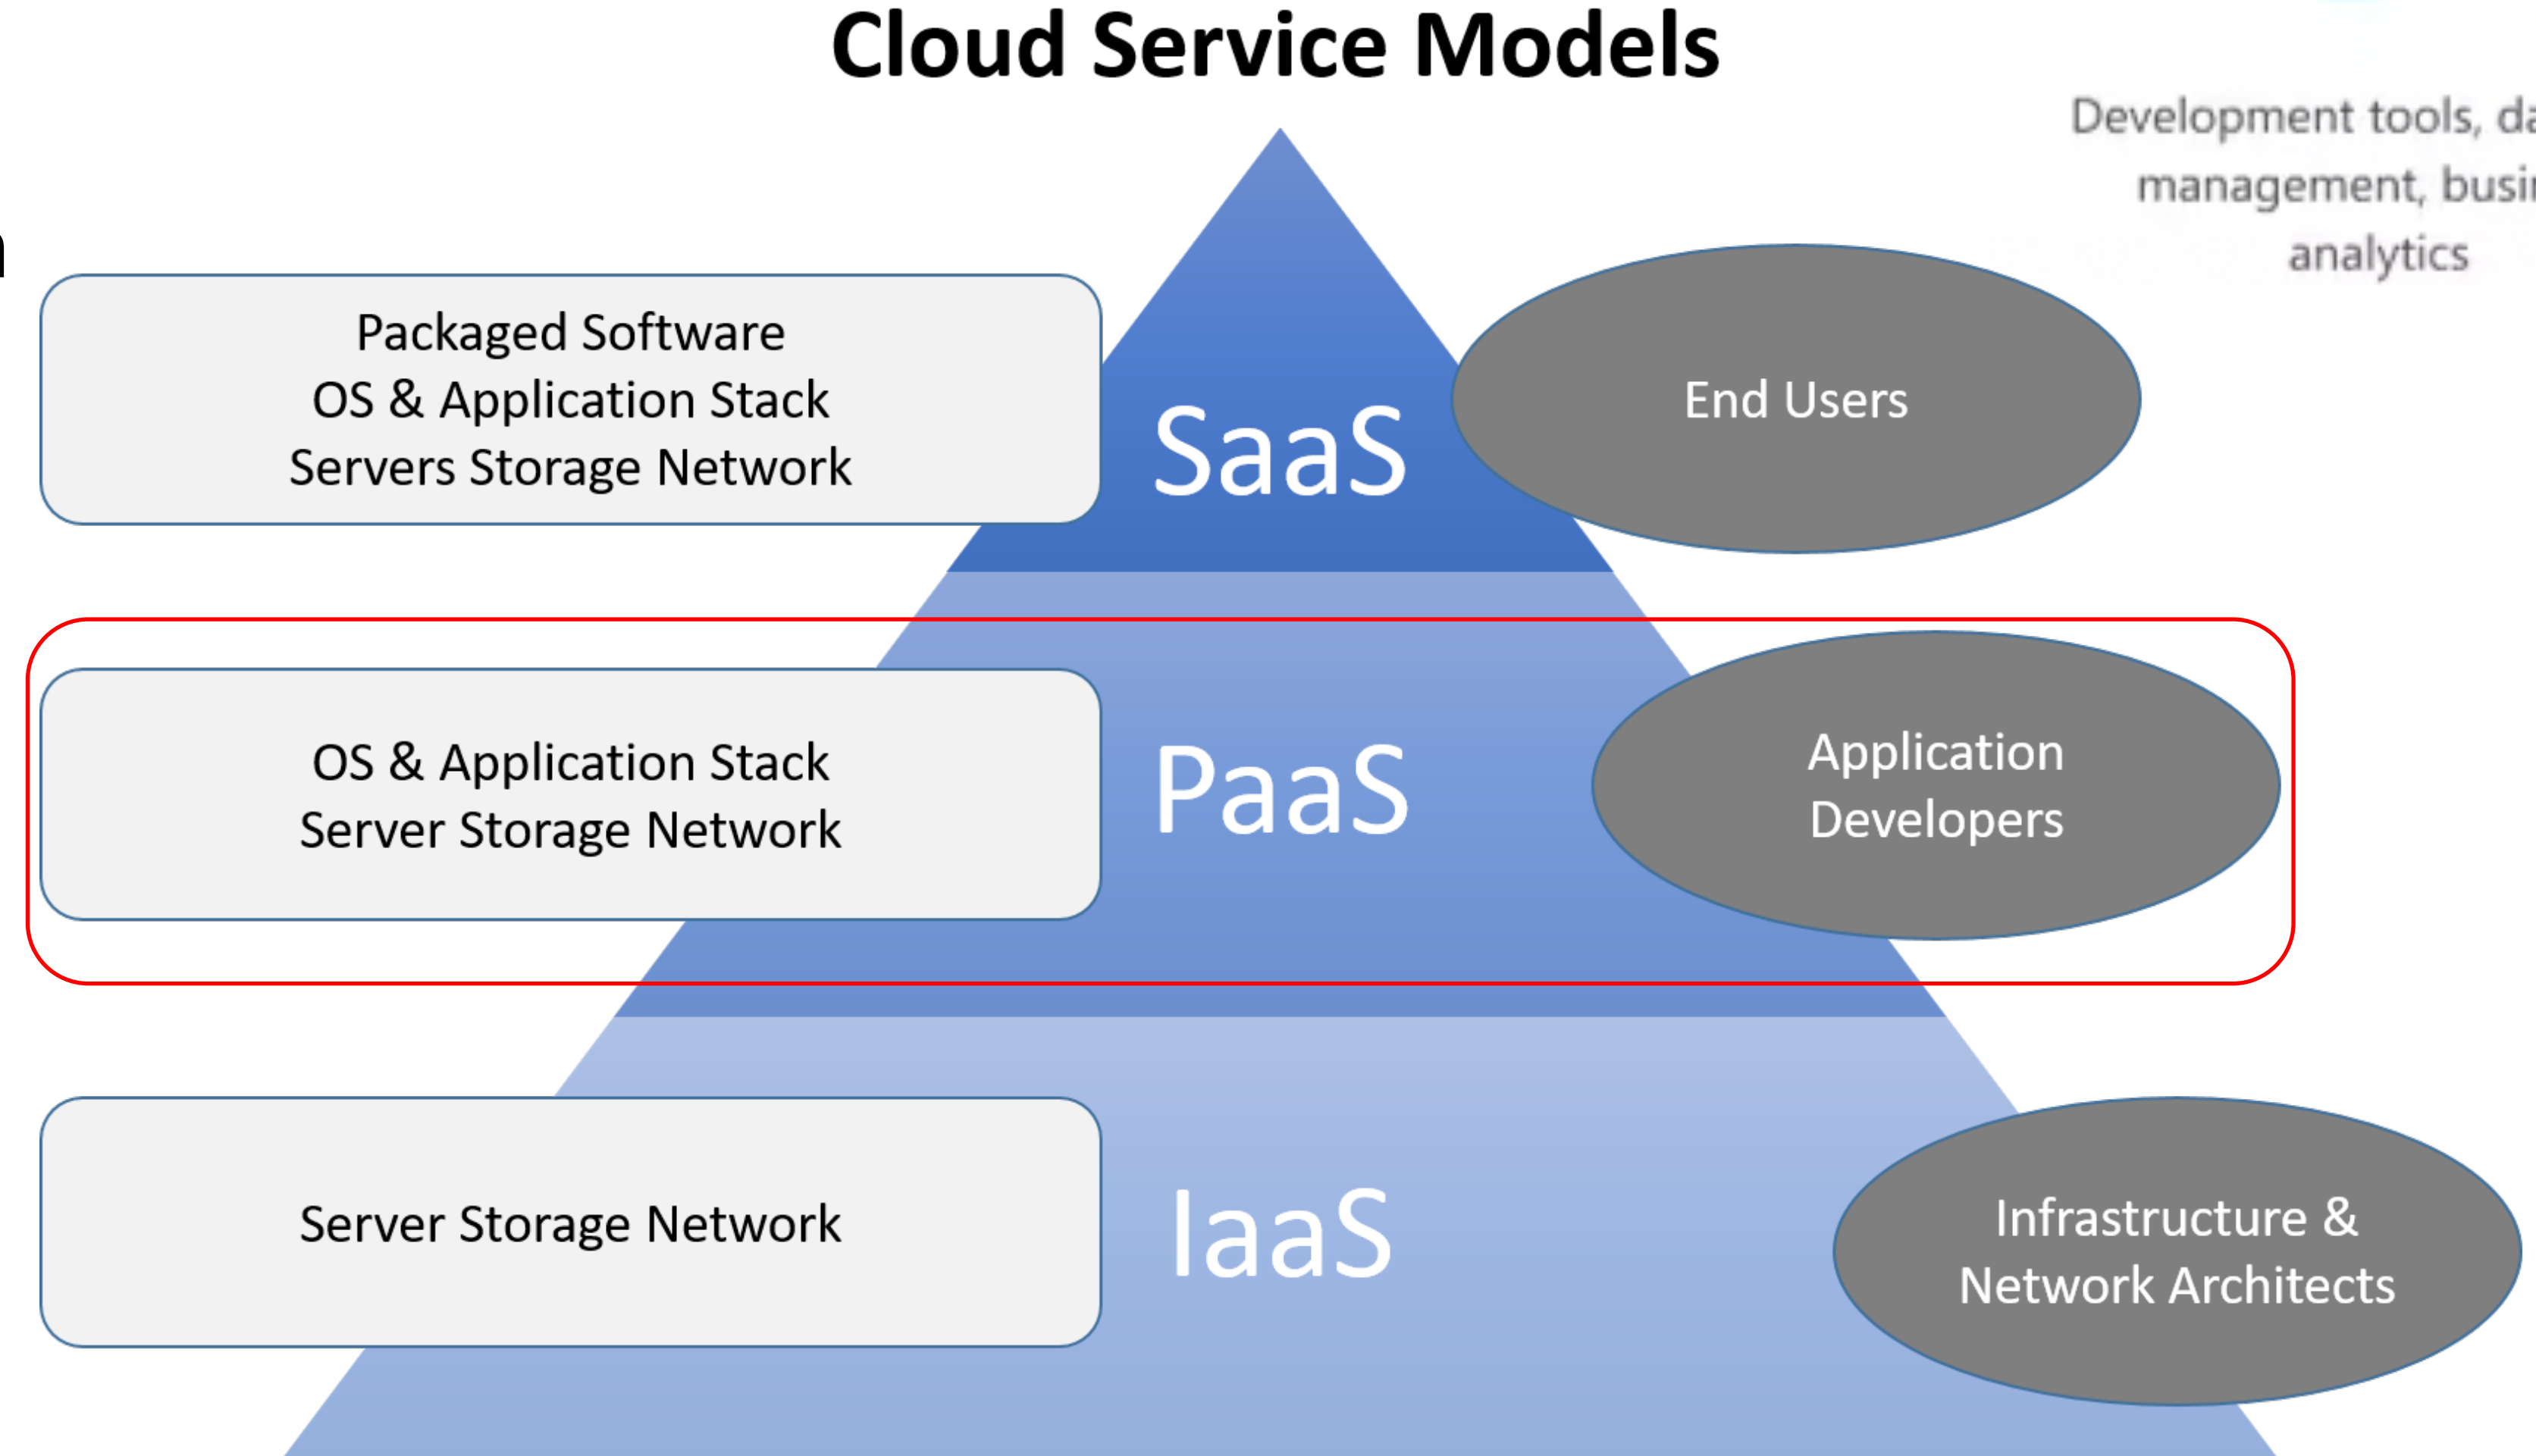 Cloud Service Models
Development tools,
management,
analytics
Packaged Software
OS & Application Stack
Servers Storage Network
SaaS
End Users
OS & Application Stack
Server Storage Network
PaaS
Application
Developers
Server Storage Network
IaaS
Infrastructure &
Network Architects